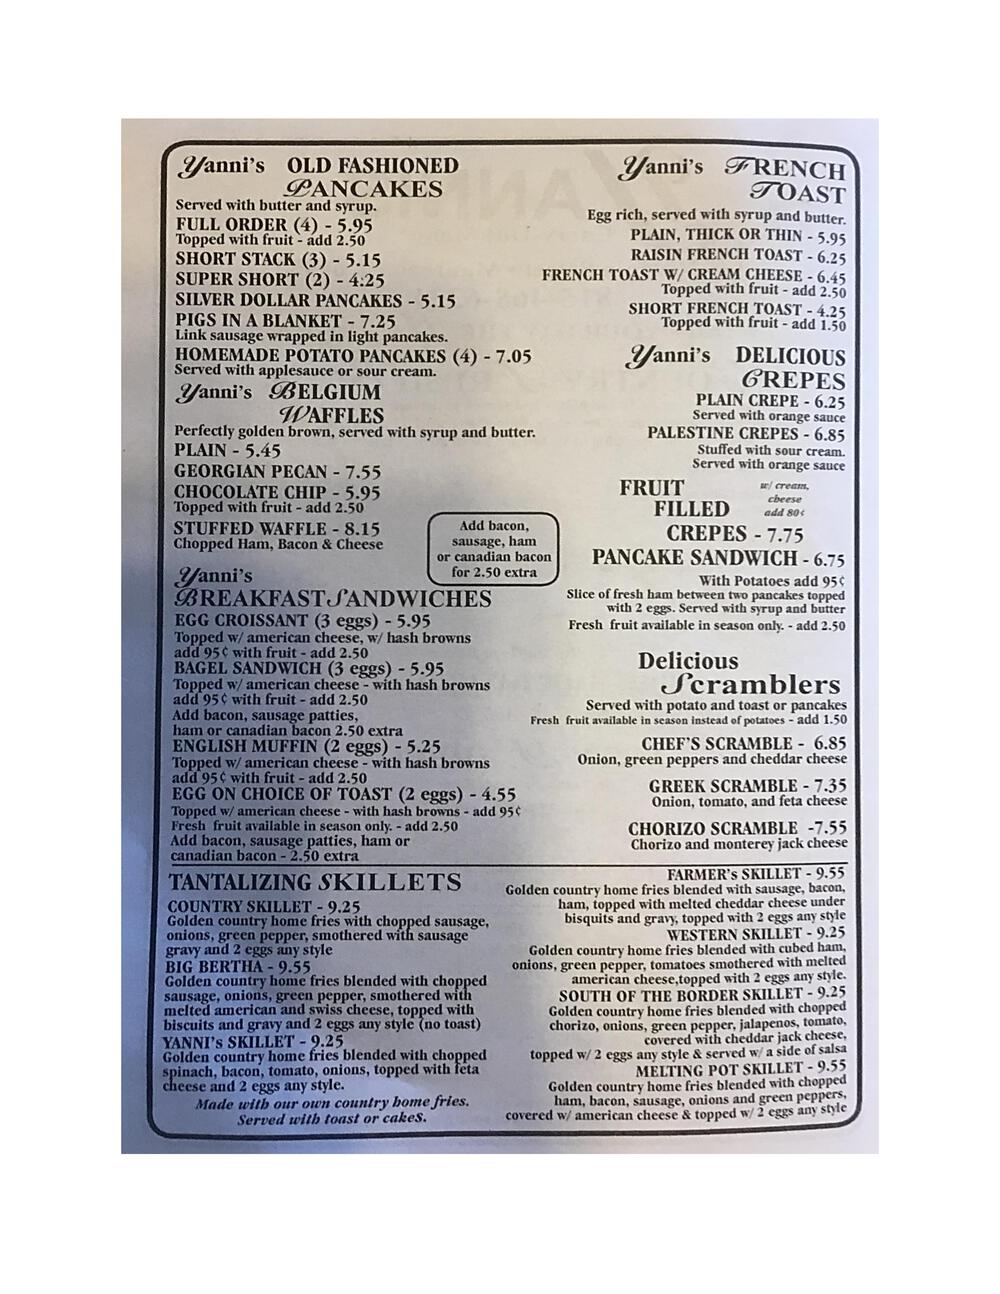 Yanni's OLD FASHIONED
PANCAKES
Served with butter and syrup.
FULL ORDER (4) - 5.95
Topped with fruit - add 2.50
SHORT STACK (3) - 5.15
SUPER SHORT (2) - 4:25
SILVER DOLLAR PANCAKES - 5.15
PIGS IN A BLANKET - 7.25
Link sausage wrapped in light pancakes.
HOMEMADE POTATO PANCAKES (4) - 7.05
Served with applesauce or sour cream.
Yanni's BELGIUM
WAFFLES
Perfectly golden brown, served with syrup and butter.
PLAIN - 5.45
GEORGIAN PECAN - 7.55
CHOCOLATE CHIP - 5.95
Topped with fruit - add 2.50
STUFFED WAFFLE - 8.15
Chopped Ham, Bacon & Cheese
Add bacon,
sausage, ham
or canadian bacon
for 2.50 extra
Yanni's
BREAKFAST SANDWICHES
EGG CROISSANT (3 eggs) - 5.95
Topped w/ american cheese, w/ hash browns
add 95¢ with fruit - add 2.50
BAGEL SANDWICH (3 eggs) - 5.95
Topped w/ american cheese - with hash browns
add 95¢ with fruit - add 2.50
Add bacon, sausage patties,
ham or canadian bacon 2.50 extra
ENGLISH MUFFIN (2 eggs) - 5.25
Topped w/ american cheese - with hash browns
add 95¢ with fruit - add 2.50
EGG ON CHOICE OF TOAST (2 eggs) - 4.55
Topped w/ american cheese - with hash browns - add 95¢
Fresh fruit available in season only. - add 2.50
Add bacon, sausage patties, ham or
canadian bacon - 2.50 extra
Yanni's FRENCH
TOAST
Egg rich, served with syrup and butter.
PLAIN, THICK OR THIN - 5.95
RAISIN FRENCH TOAST - 6.25
FRENCH TOAST W/ CREAM CHEESE - 6.45
Topped with fruit - add 2.50
SHORT FRENCH TOAST - 4.25
Topped with fruit - add 1.50
Yanni's DELICIOUS
CREPES
PLAIN CREPE - 6.25
Served with orange sauce
PALESTINE CREPES - 6.85
Stuffed with sour cream.
Served with orange sauce
FRUIT w/ cream,
cheese
FILLED add 80¢
CREPES - 7.75
PANCAKE SANDWICH - 6.75
With Potatoes add 95¢
Slice of fresh ham between two pancakes topped
with 2 eggs. Served with syrup and butter
Fresh fruit available in season only. - add 2.50
Delicious
Scramblers
Served with potato and toast or pancakes
Fresh fruit available in season instead of potatoes - add 1.50
CHEF'S SCRAMBLE - 6.85
Onion, green peppers and cheddar cheese
GREEK SCRAMBLE - 7.35
Onion, tomato, and feta cheese
CHORIZO SCRAMBLE -7.55
Chorizo and monterey jack cheese
TANTALIZING SKILLETS
COUNTRY SKILLET - 9.25
Golden country home fries with chopped sausage,
onions, green pepper, smothered with sausage
gravy and 2 eggs any style
BIG BERTHA - 9.55
Golden country home fries blended with chopped
sausage, onions, green pepper, smothered with
melted american and swiss cheese, topped with
biscuits and gravy and 2 eggs any style (no toast)
YANNI's SKILLET - 9.25
Golden country home fries blended with chopped
spinach, bacon, tomato, onions, topped with feta
cheese and 2 eggs any style.
Made with our own country home fries.
Served with toast or cakeS.
FARMER's SKILLET - 9.55
Golden country home fries blended with sausage, bacon,
ham, topped with melted cheddar cheese under
bisquits and gravy, topped with 2 eggs any style
WESTERN SKILLET - 9.25
Golden country home fries blended with cubed ham,
onions, green pepper, tomatoes smothered with melted
american cheese,topped with 2 eggs any style.
SOUTH OF THE BORDER SKILLET - 9.25
Golden country home fries blended with chopped
chorizo, onions, green pepper, jalapenos, tomato,
covered with cheddar jack cheese,
topped w/ 2 eggs any style & served w/ a side of salsa
MELTING POT SKILLET - 9.55
Golden country home fries blended with chopped
ham, bacon, sausage, onions and green peppers,
covered w/ american cheese & topped w/ 2 eggs any style